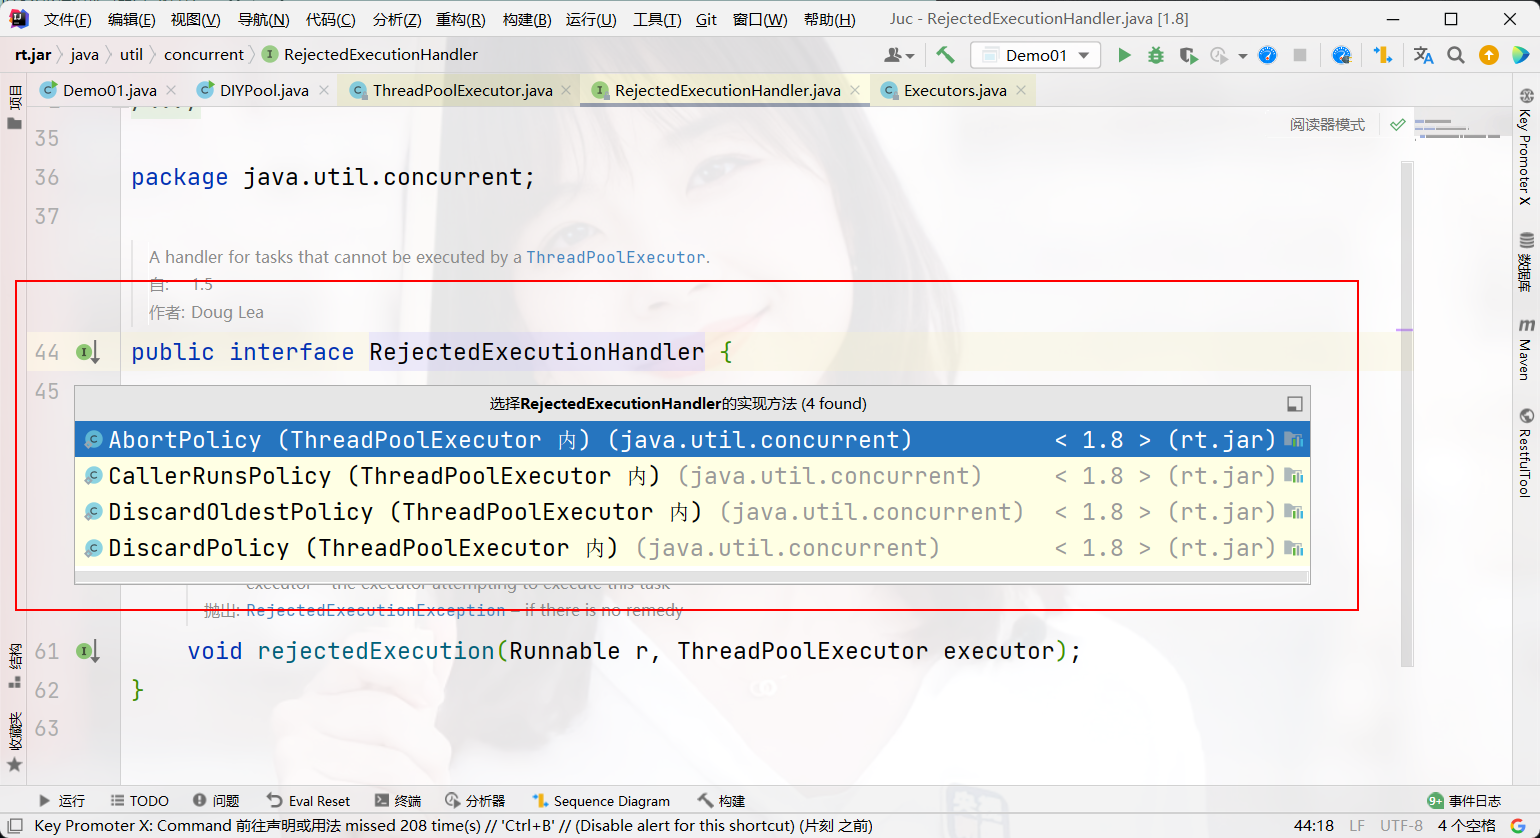 文件(F) 编辑(E) 视图(V) 导航(N) 代码(C) 分析(Z) 重构(R) 构建(B) 运行(U) 工具(T) Git 窗口(W) 帮助(H) Juc - RejectedExecutionHandler.java [1.8]
rt.jar java util concurrent RejectedExecutionHandler Demo01
Demo01.java DIYPool.java ThreadPoolExecutor.java RejectedExecutionHandler.java Executors.java
项目
阅读器模式
35
36 package java.util.concurrent;
37
A handler for tasks that cannot be executed by a ThreadPoolExecutor.
自: 1.5
作者: Doug Lea
44 public interface RejectedExecutionHandler {
45
选择RejectedExecutionHandler的实现方法 (4 found)
AbortPolicy (ThreadPoolExecutor 内) (java.util.concurrent) < 1.8 > (rt.jar)
CallerRunsPolicy (ThreadPoolExecutor 内) (java.util.concurrent) < 1.8 > (rt.jar)
DiscardOldestPolicy (ThreadPoolExecutor 内) (java.util.concurrent) < 1.8 > (rt.jar)
DiscardPolicy (ThreadPoolExecutor 内) (java.util.concurrent) < 1.8 > (rt.jar)
executor – the executor attempting to execute this task
抛出: RejectedExecutionException – if there is no remedy
61 void rejectedExecution(Runnable r, ThreadPoolExecutor executor);
62 }
63
结构
收藏夹
Key Promoter X
数据库
Maven
RestfulTool
运行 TODO 问题 Eval Reset 终端 分析器 Sequence Diagram 构建 9+ 事件日志
Key Promoter X: Command 前往声明或用法 missed 208 time(s) // 'Ctrl+B' // (Disable alert for this shortcut) (片刻 之前) 44:18 LF UTF-8 4 个空格